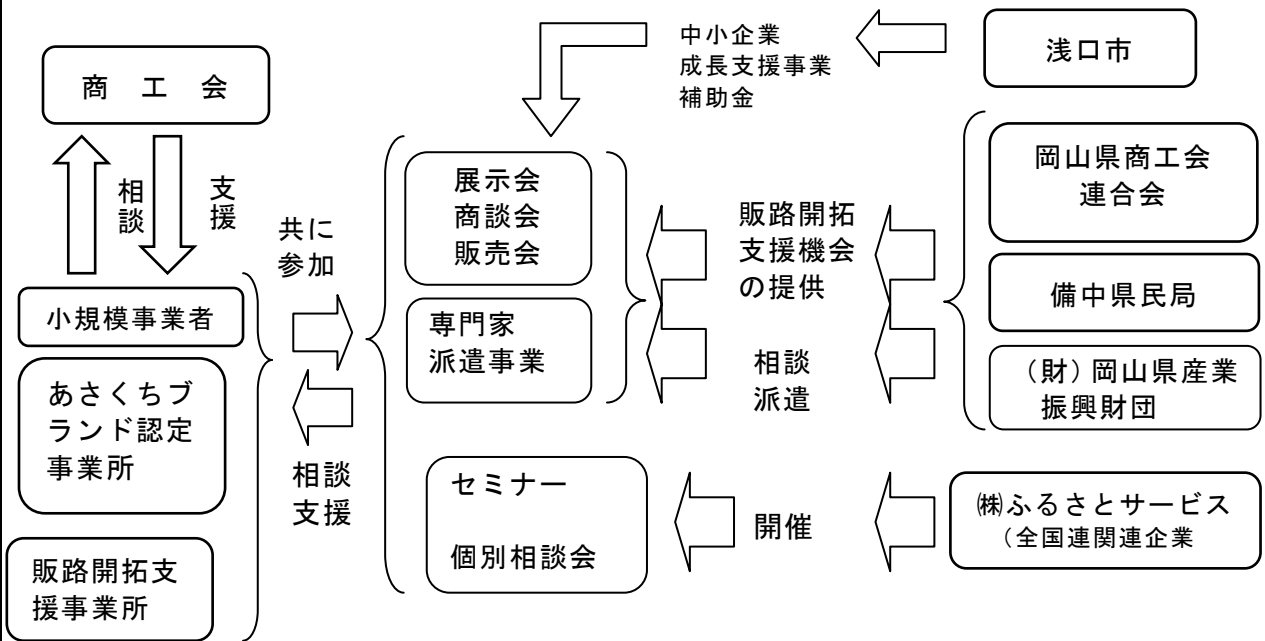 商　工　会
相談
支援
小規模事業者
あさくちブ
ランド認定
事業所
販路開拓支
援事業所
共に
参加
相談
支援
展示会
商談会
販売会
専門家
派遣事業
セミナー
個別相談会
中小企業
成長支援事業
補助金
浅口市
販路開拓
支援機会
の提供
相談
派遣
開催
岡山県商工会
連合会
備中県民局
（財）岡山県産業
振興財団
㈱ふるさとサービス
（全国連関連企業